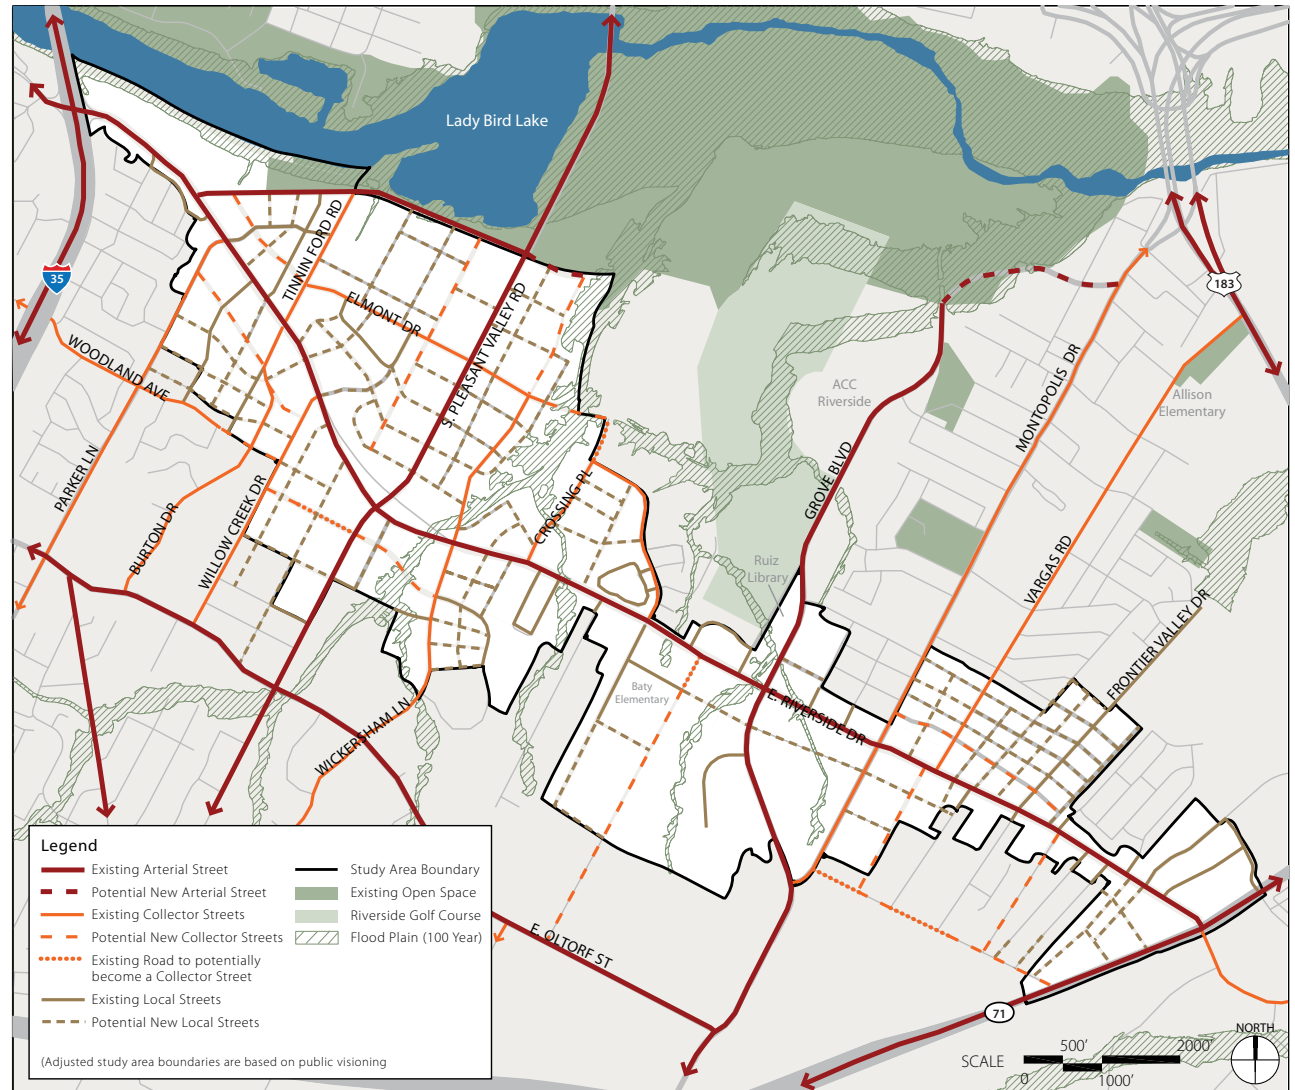 Lady Bird Lake
35
183
TINNIN FORD RD
ELMONT DR
S. PLEASANT VALLEY RD
WOODLAND AVE
PARKER LN
BURTON DR
WILLOW CREEK DR
CROSSING PL
WICKERSHAM LN
ACC
Riverside
GROVE BLVD
MONTOPOLIS DR
Allison
Elementary
VARGAS RD
Ruiz
Library
FRONTIER VALLEY DR
Baty
Elementary
E. RIVERSIDE DR
E. OLTORF ST
71
Legend
Existing Arterial Street
Potential New Arterial Street
Existing Collector Streets
Potential New Collector Streets
Existing Road to potentially
become a Collector Street
Existing Local Streets
Potential New Local Streets
Study Area Boundary
Existing Open Space
Riverside Golf Course
Flood Plain (100 Year)
(Adjusted study area boundaries are based on public visioning
SCALE
0
500'
1000'
2000'
NORTH